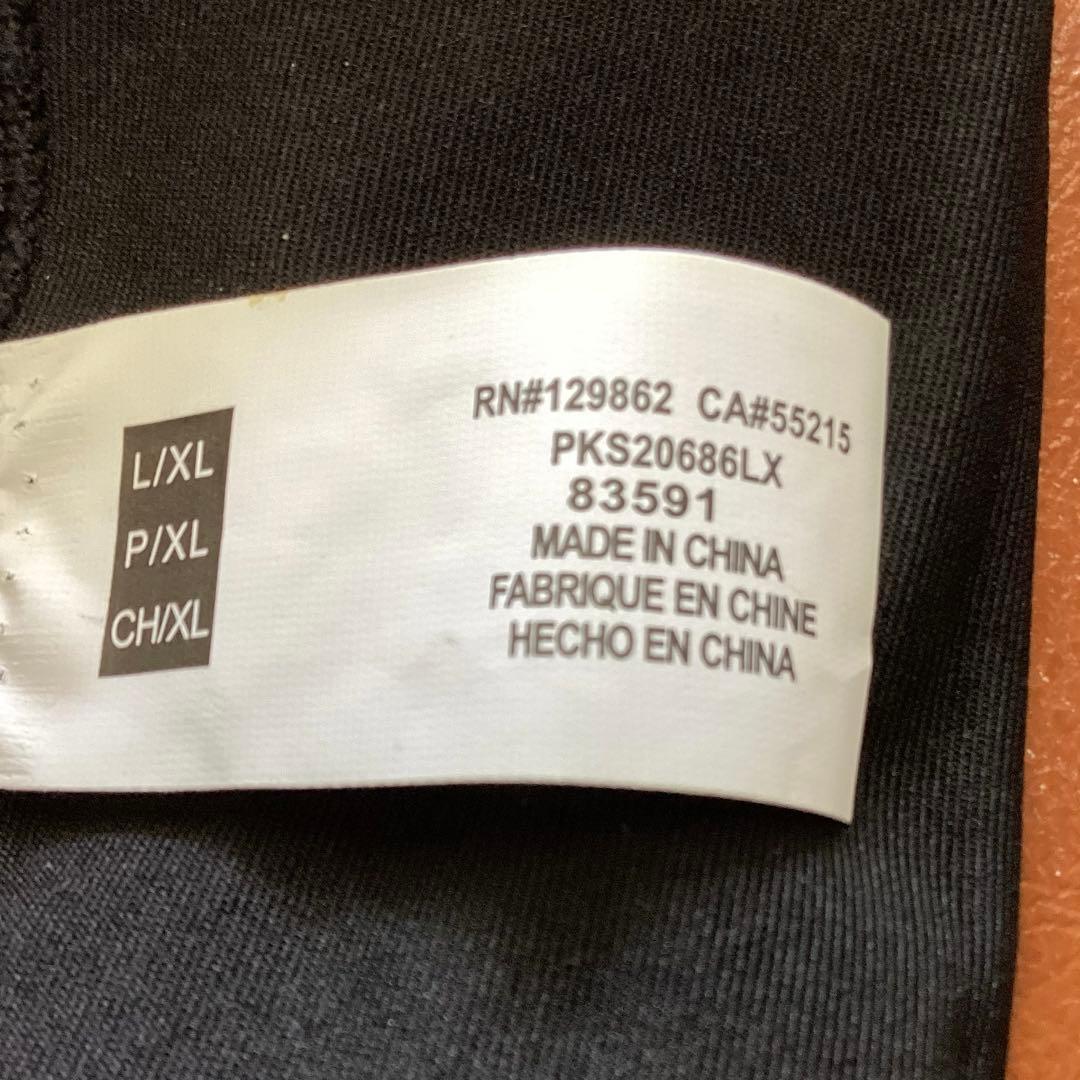 L/XL
P/XL
CH/XL
RN#129862 CA#55215
PKS20686LX
83591
MADE IN CHINA
FABRIQUE EN CHINE
HECHO EN CHINA